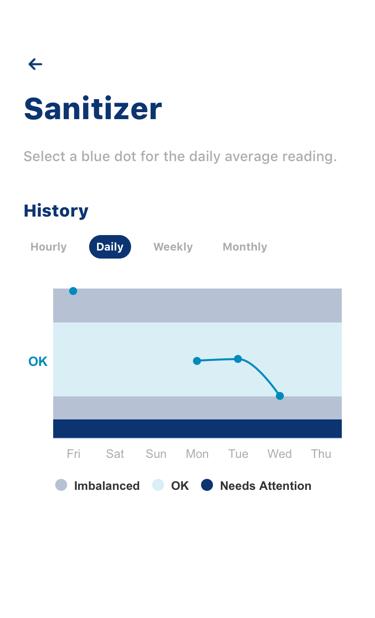 Sanitizer
Select a blue dot for the daily average reading.
History
Hourly Daily Weekly Monthly
OK
Fri Sat Sun Mon Tue Wed Thu
Imbalanced OK Needs Attention